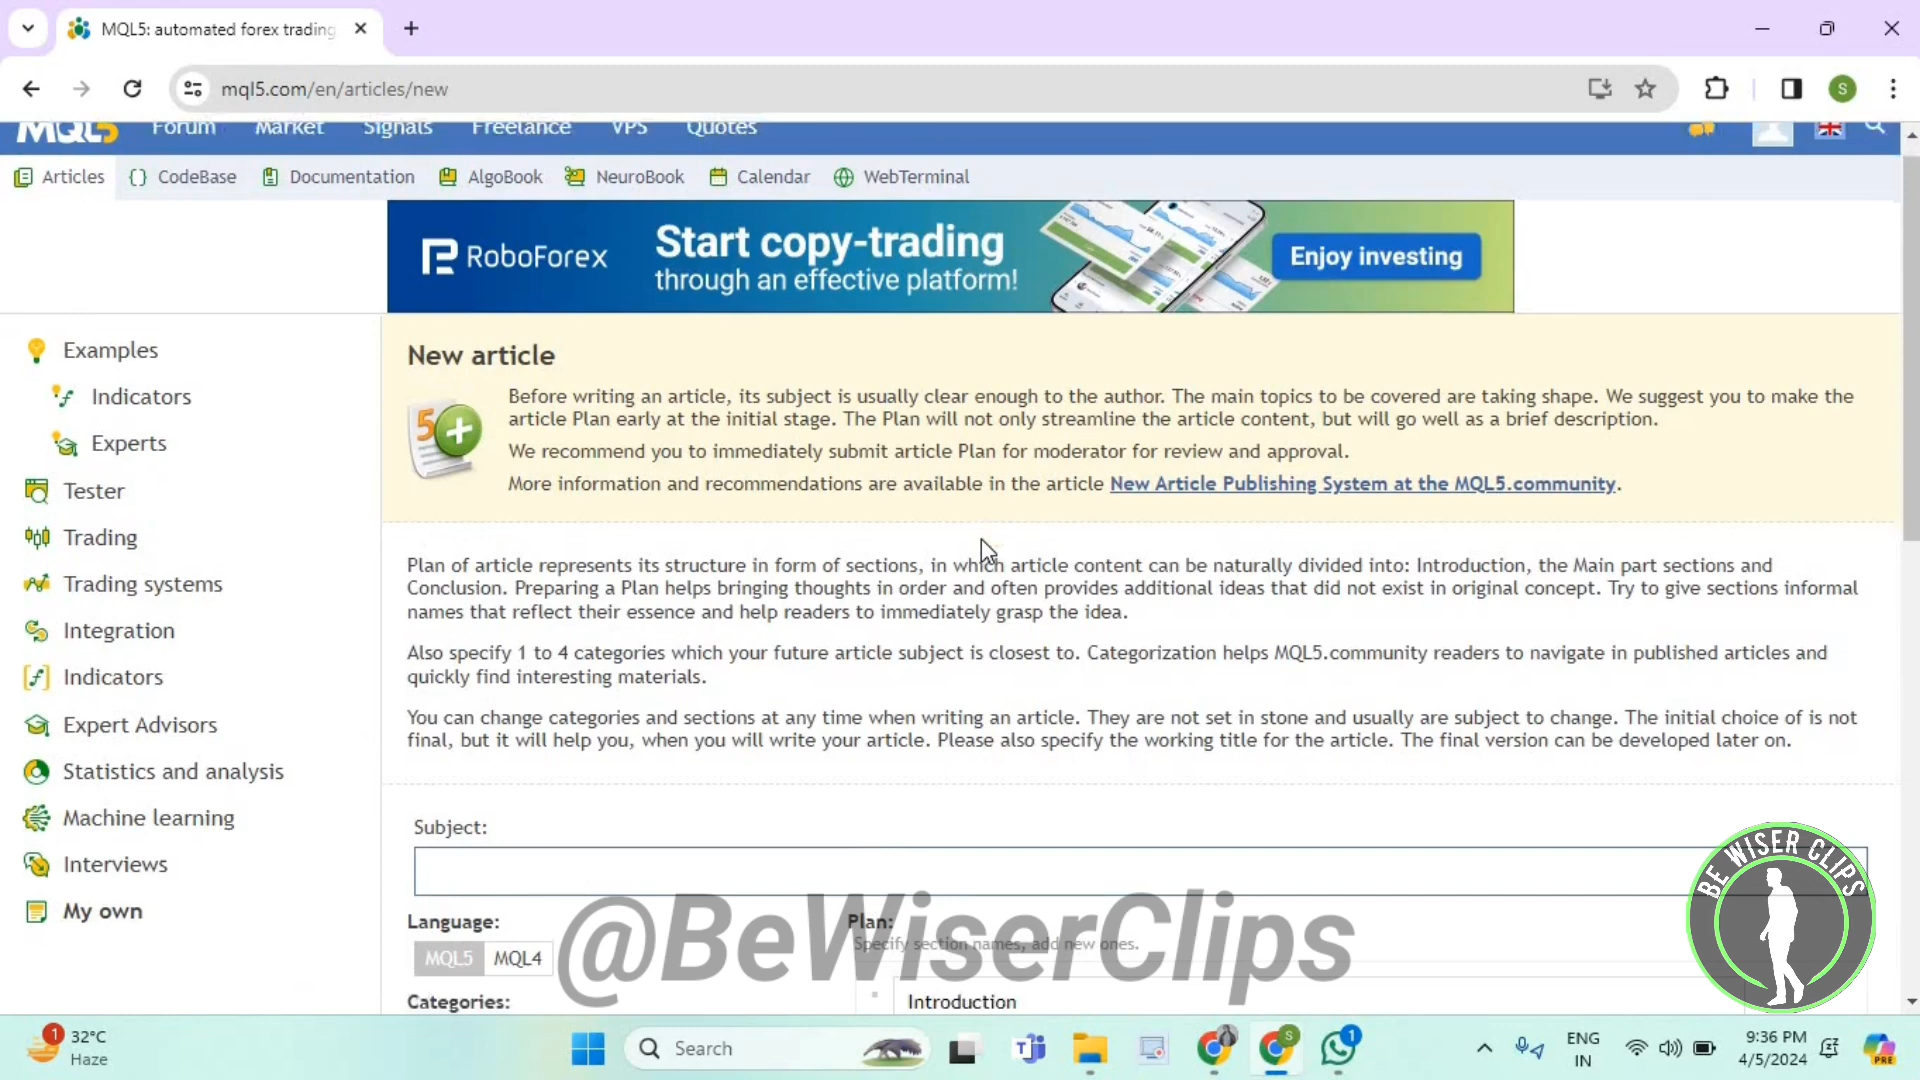 MQL5: automated forex trading
mql5.com/en/articles/new
S
MQL5
Forum
Market
Signals
Freelance
VPS
Quotes
Articles
CodeBase
Documentation
AlgoBook
NeuroBook
Calendar
WebTerminal
RoboForex
Start copy-trading
through an effective platform!
Enjoy investing
Examples
Indicators
Experts
Tester
Trading
Trading systems
Integration
Indicators
Expert Advisors
Statistics and analysis
Machine learning
Interviews
My own
New article
Before writing an article, its subject is usually clear enough to the author. The main topics to be covered are taking shape. We suggest you to make the
article Plan early at the initial stage. The Plan will not only streamline the article content, but will go well as a brief description.
We recommend you to immediately submit article Plan for moderator for review and approval.
More information and recommendations are available in the article New Article Publishing System at the MQL5.community.
Plan of article represents its structure in form of sections, in which article content can be naturally divided into: Introduction, the Main part sections and
Conclusion. Preparing a Plan helps bringing thoughts in order and often provides additional ideas that did not exist in original concept. Try to give sections informal
names that reflect their essence and help readers to immediately grasp the idea.
Also specify 1 to 4 categories which your future article subject is closest to. Categorization helps MQL5.community readers to navigate in published articles and
quickly find interesting materials.
You can change categories and sections at any time when writing an article. They are not set in stone and usually are subject to change. The initial choice of is not
final, but it will help you, when you will write your article. Please also specify the working title for the article. The final version can be developed later on.
Subject:
Language:
MQL5 MQL4
Categories:
Plan:
Specify section names, add new ones.
Introduction
@BeWiserClips
BE WISER CLIPS
1
32°C
Haze
Search
S
1
ENG
IN
9:36 PM
4/5/2024
PRE